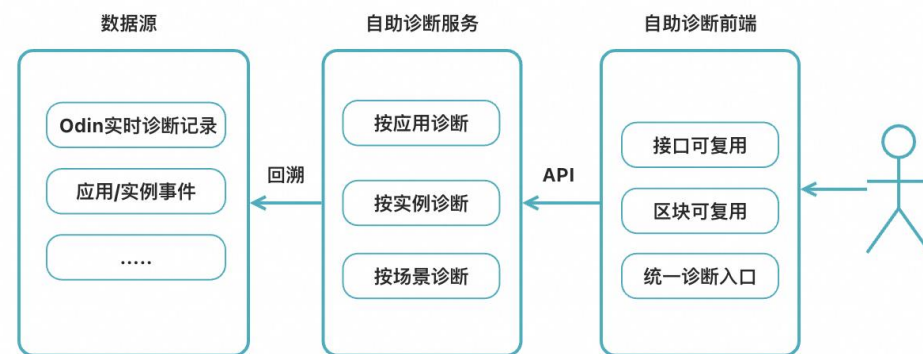 数据源
自助诊断服务
自助诊断前端
Odin实时诊断记录
应用/实例事件
.....
回溯
按应用诊断
按实例诊断
按场景诊断
API
接口可复用
区块可复用
统一诊断入口